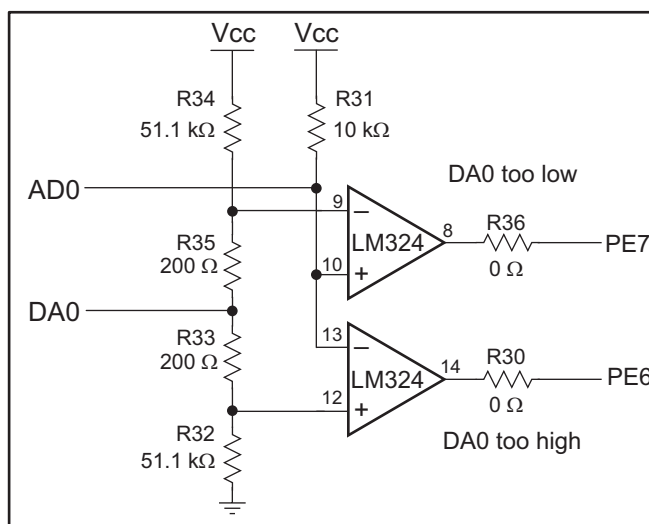 Vcc Vcc
R34 R31
51.1 kΩ 10 kΩ
AD0
DA0 too low
9 −
LM324 8 R36 PE7
R35
200 Ω 10 + 0 Ω
DA0
R33 13 −
200 Ω
LM324 14 R30 PE6
12 + 0 Ω
R32
51.1 kΩ
DA0 too high